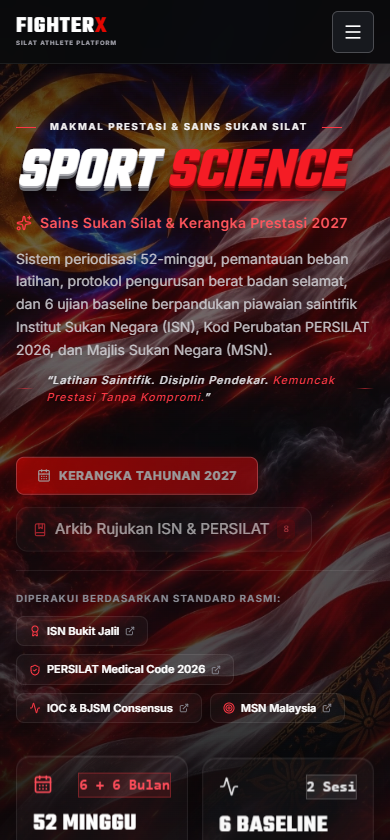 FIGHTERX
SILAT ATHLETE PLATFORM
MAKMAL PRESTASI & SAINS SUKAN SILAT
SPORT SCIENCE
Sains Sukan Silat & Kerangka Prestasi 2027
Sistem periodisasi 52-minggu, pemantauan beban
latihan, protokol pengurusan berat badan selamat,
dan 6 ujian baseline berpandukan piawaian saintifik
Institut Sukan Negara (ISN), Kod Perubatan PERSILAT
2026, dan Majlis Sukan Negara (MSN).
"Latihan Saintifik. Disiplin Pendekar. Kemuncak
Prestasi Tanpa Kompromi."
KERANGKA TAHUNAN 2027
Arkib Rujukan ISN & PERSILAT 8
DIPERAKUI BERDASARKAN STANDARD RASMI:
ISN Bukit Jalil
PERSILAT Medical Code 2026
IOC & BJSM Consensus MSN Malaysia
6 + 6 Bulan 2 Sesi
52 MINGGU 6 BASELINE